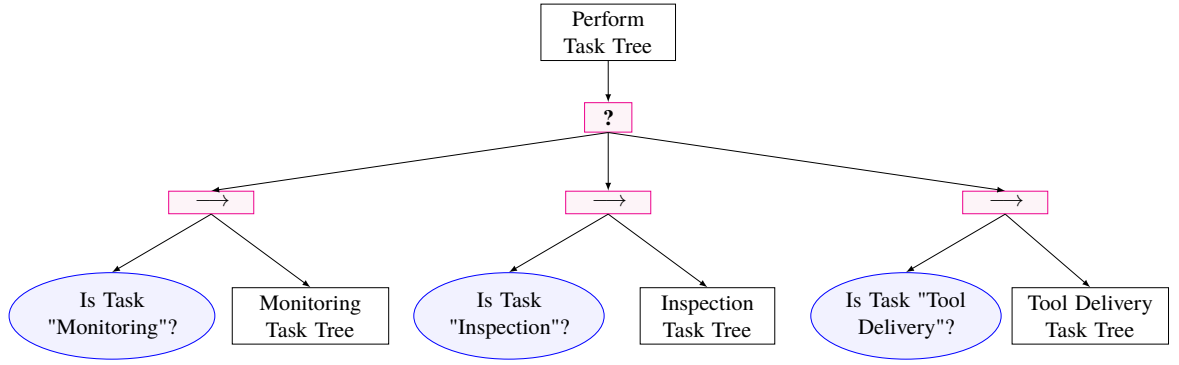 Perform
Task Tree
?
⟶
⟶
⟶
Is Task
"Monitoring"?
Monitoring
Task Tree
Is Task
"Inspection"?
Inspection
Task Tree
Is Task "Tool
Delivery"?
Tool Delivery
Task Tree